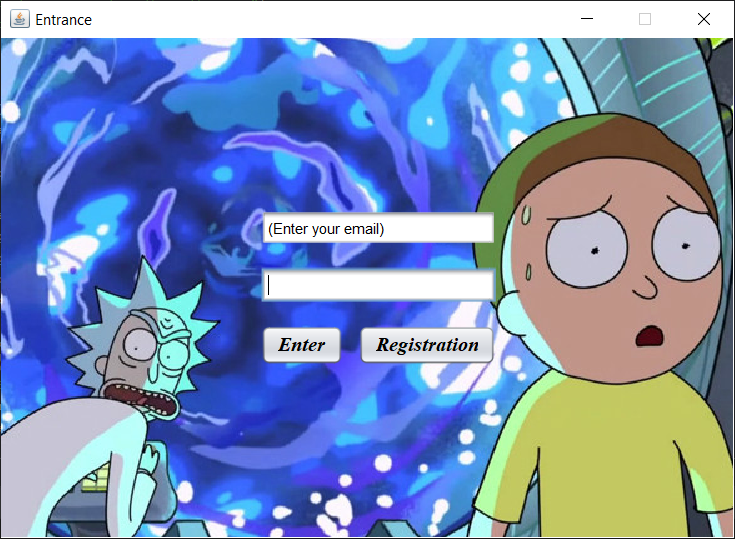 Entrance
(Enter your email)
Enter
Registration